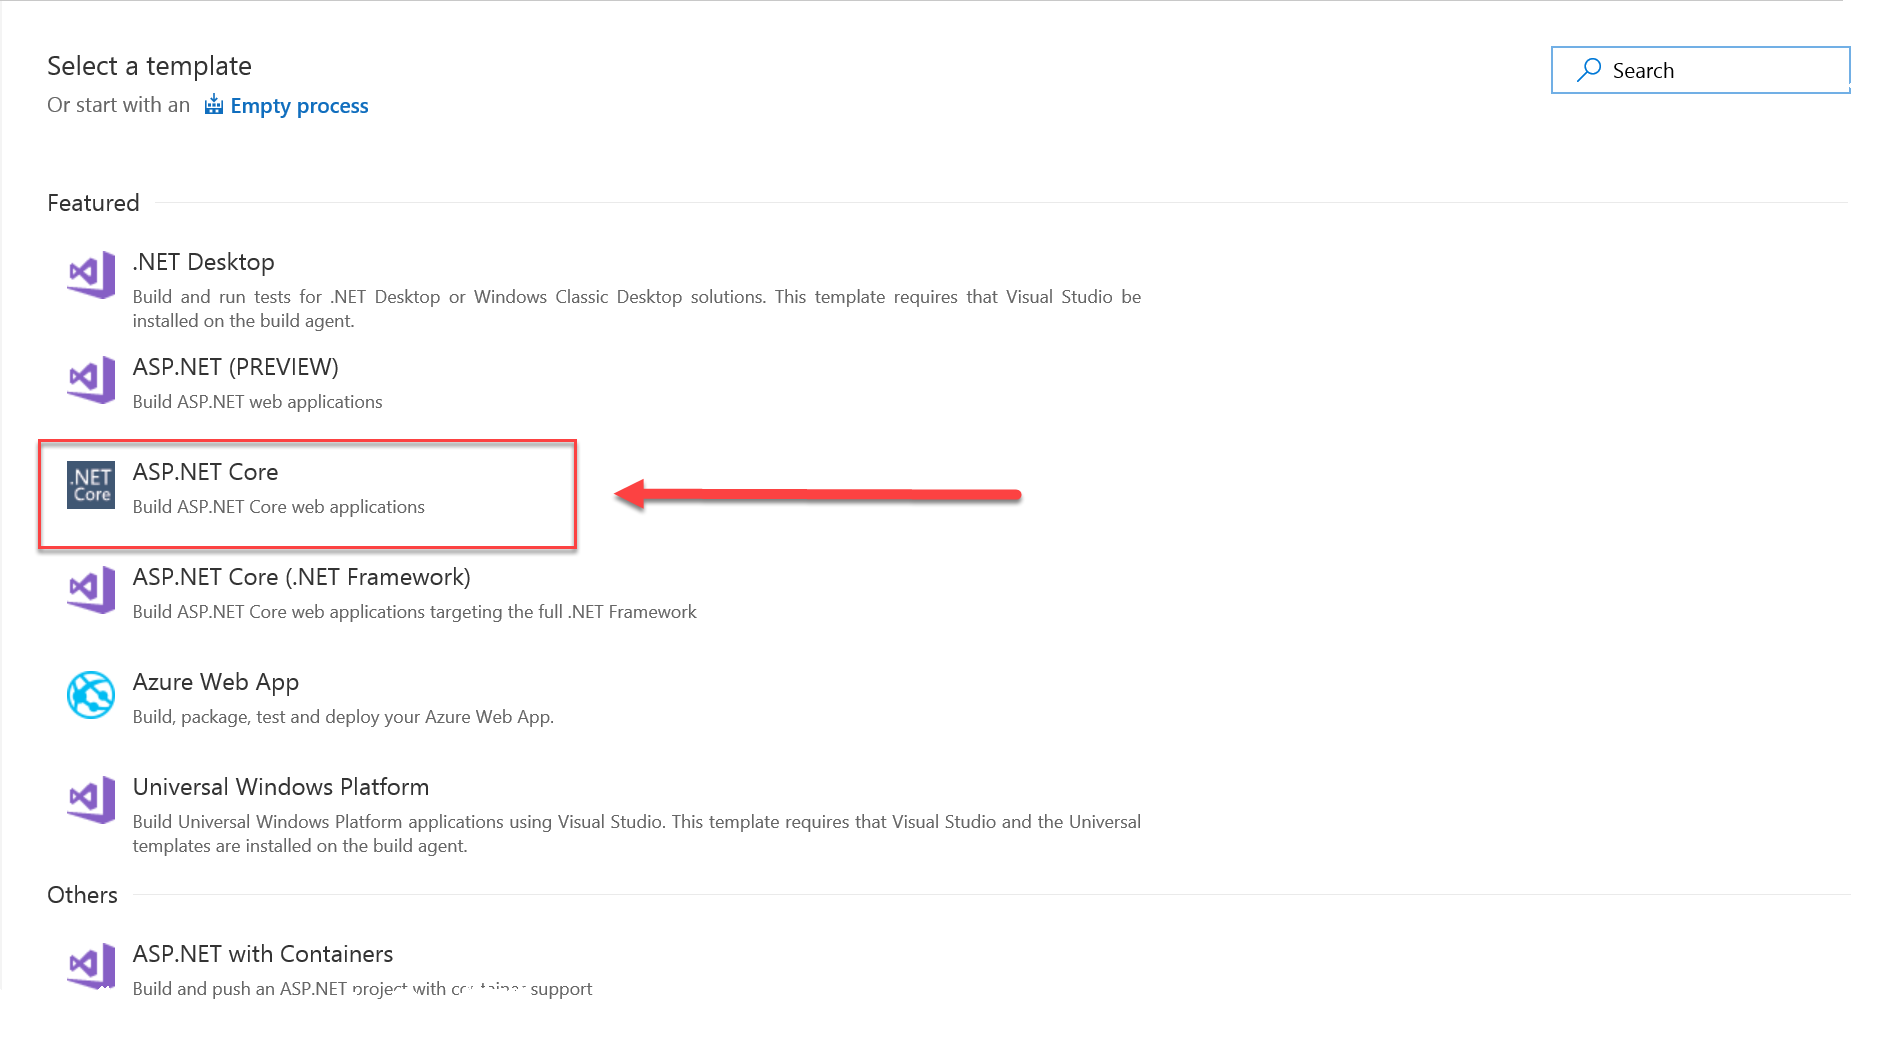 Select a template
Search
Or start with an Empty process
Featured
.NET Desktop
Build and run tests for .NET Desktop or Windows Classic Desktop solutions. This template requires that Visual Studio be
installed on the build agent.
ASP.NET (PREVIEW)
Build ASP.NET web applications
.NET
Core
ASP.NET Core
Build ASP.NET Core web applications
ASP.NET Core (.NET Framework)
Build ASP.NET Core web applications targeting the full .NET Framework
Azure Web App
Build, package, test and deploy your Azure Web App.
Universal Windows Platform
Build Universal Windows Platform applications using Visual Studio. This template requires that Visual Studio and the Universal
templates are installed on the build agent.
Others
ASP.NET with Containers
Build and push an ASP.NET project with container support